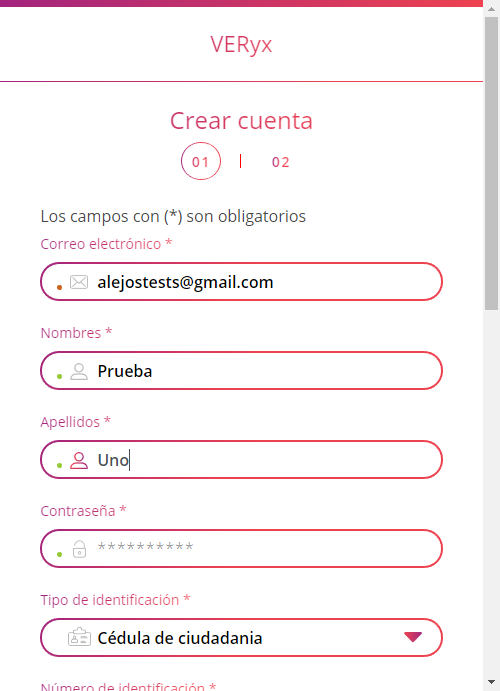 VERyx
Crear cuenta
01 | 02
Los campos con (*) son obligatorios
Correo electrónico *
alejostests@gmail.com
Nombres *
Prueba
Apellidos *
Uno
Contraseña *
**********
Tipo de identificación *
Cédula de ciudadania
Número de identificación *